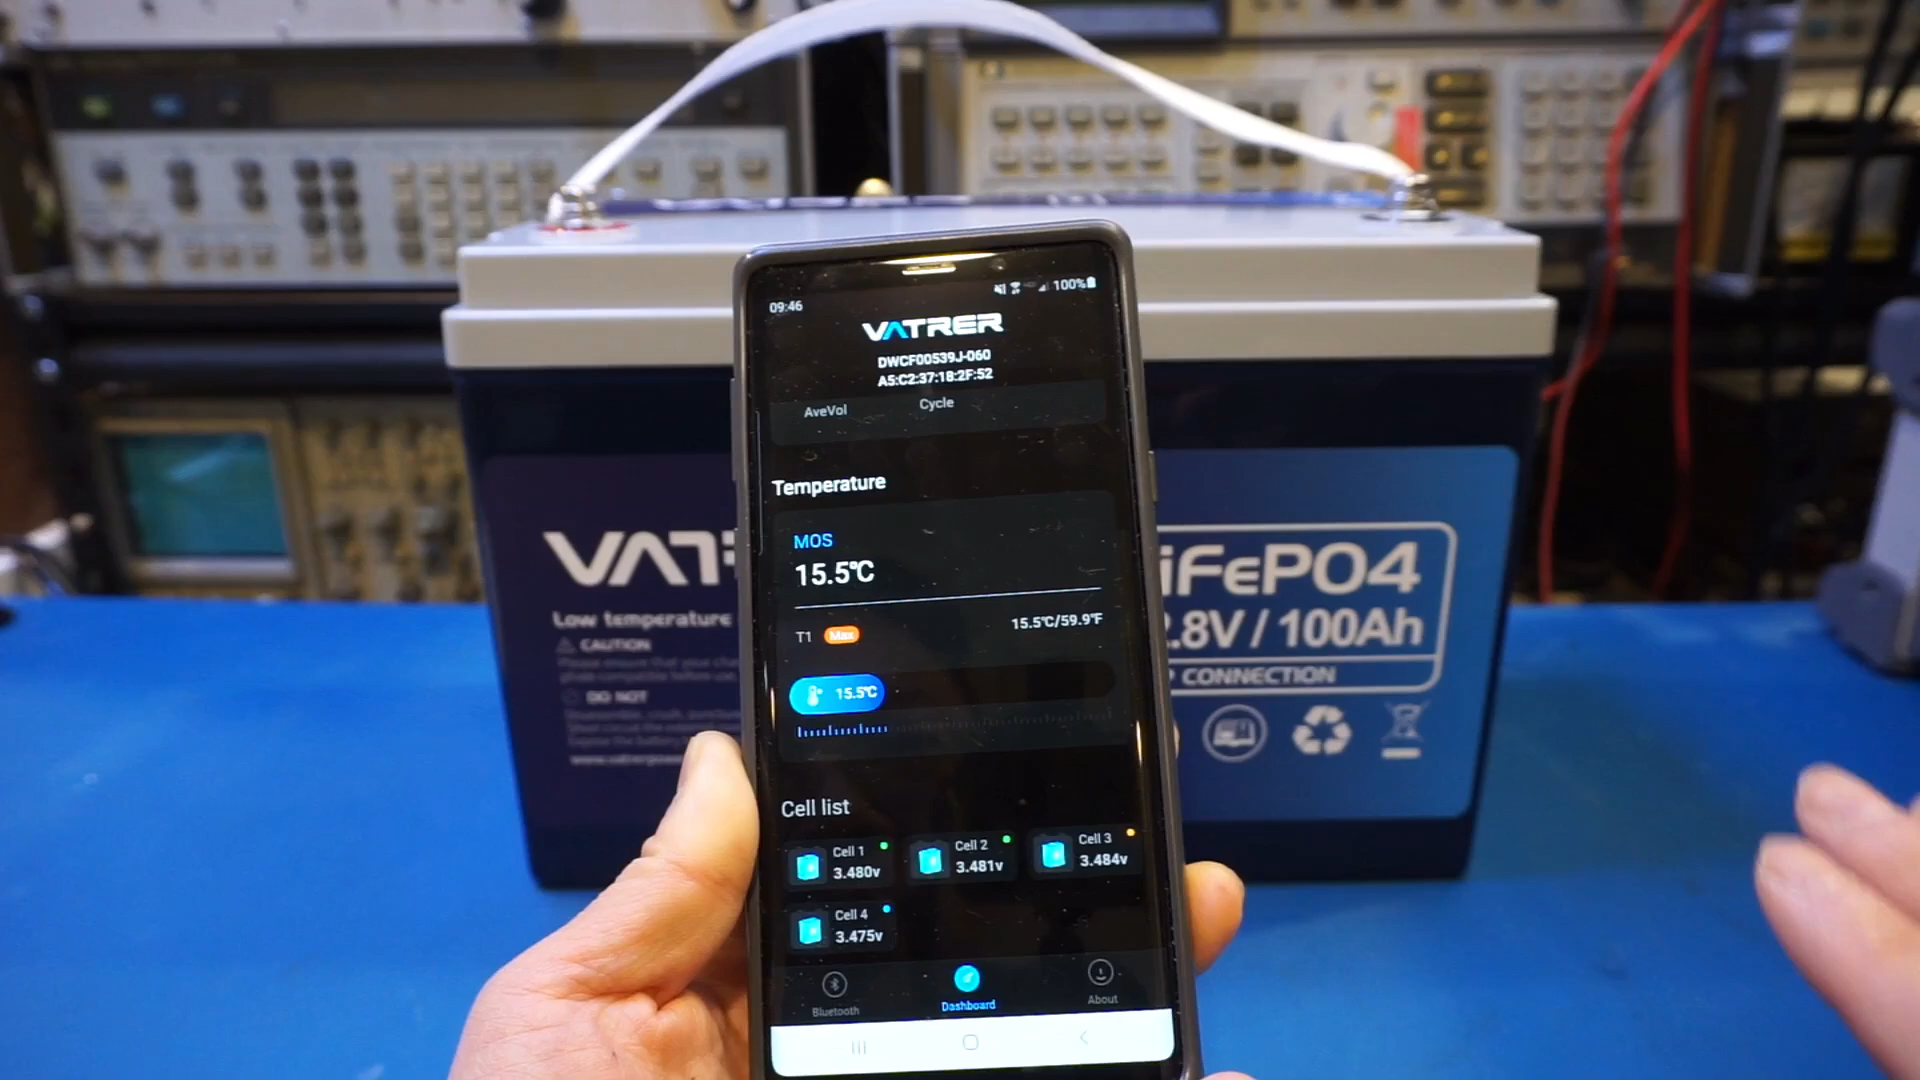 09:46
100%
VATRER
DWCF00539J-060
A5:C2:37:18:2F:52
AveVol
Cycle
Temperature
MOS
15.5℃
T1
Max
15.5℃/59.9℉
15.5℃
Cell list
Cell 1
3.480v
Cell 2
3.481v
Cell 3
3.484v
Cell 4
3.475v
Bluetooth
Dashboard
About
Low temperature
CAUTION
DO NOT
iFePO4
.8V / 100Ah
CONNECTION